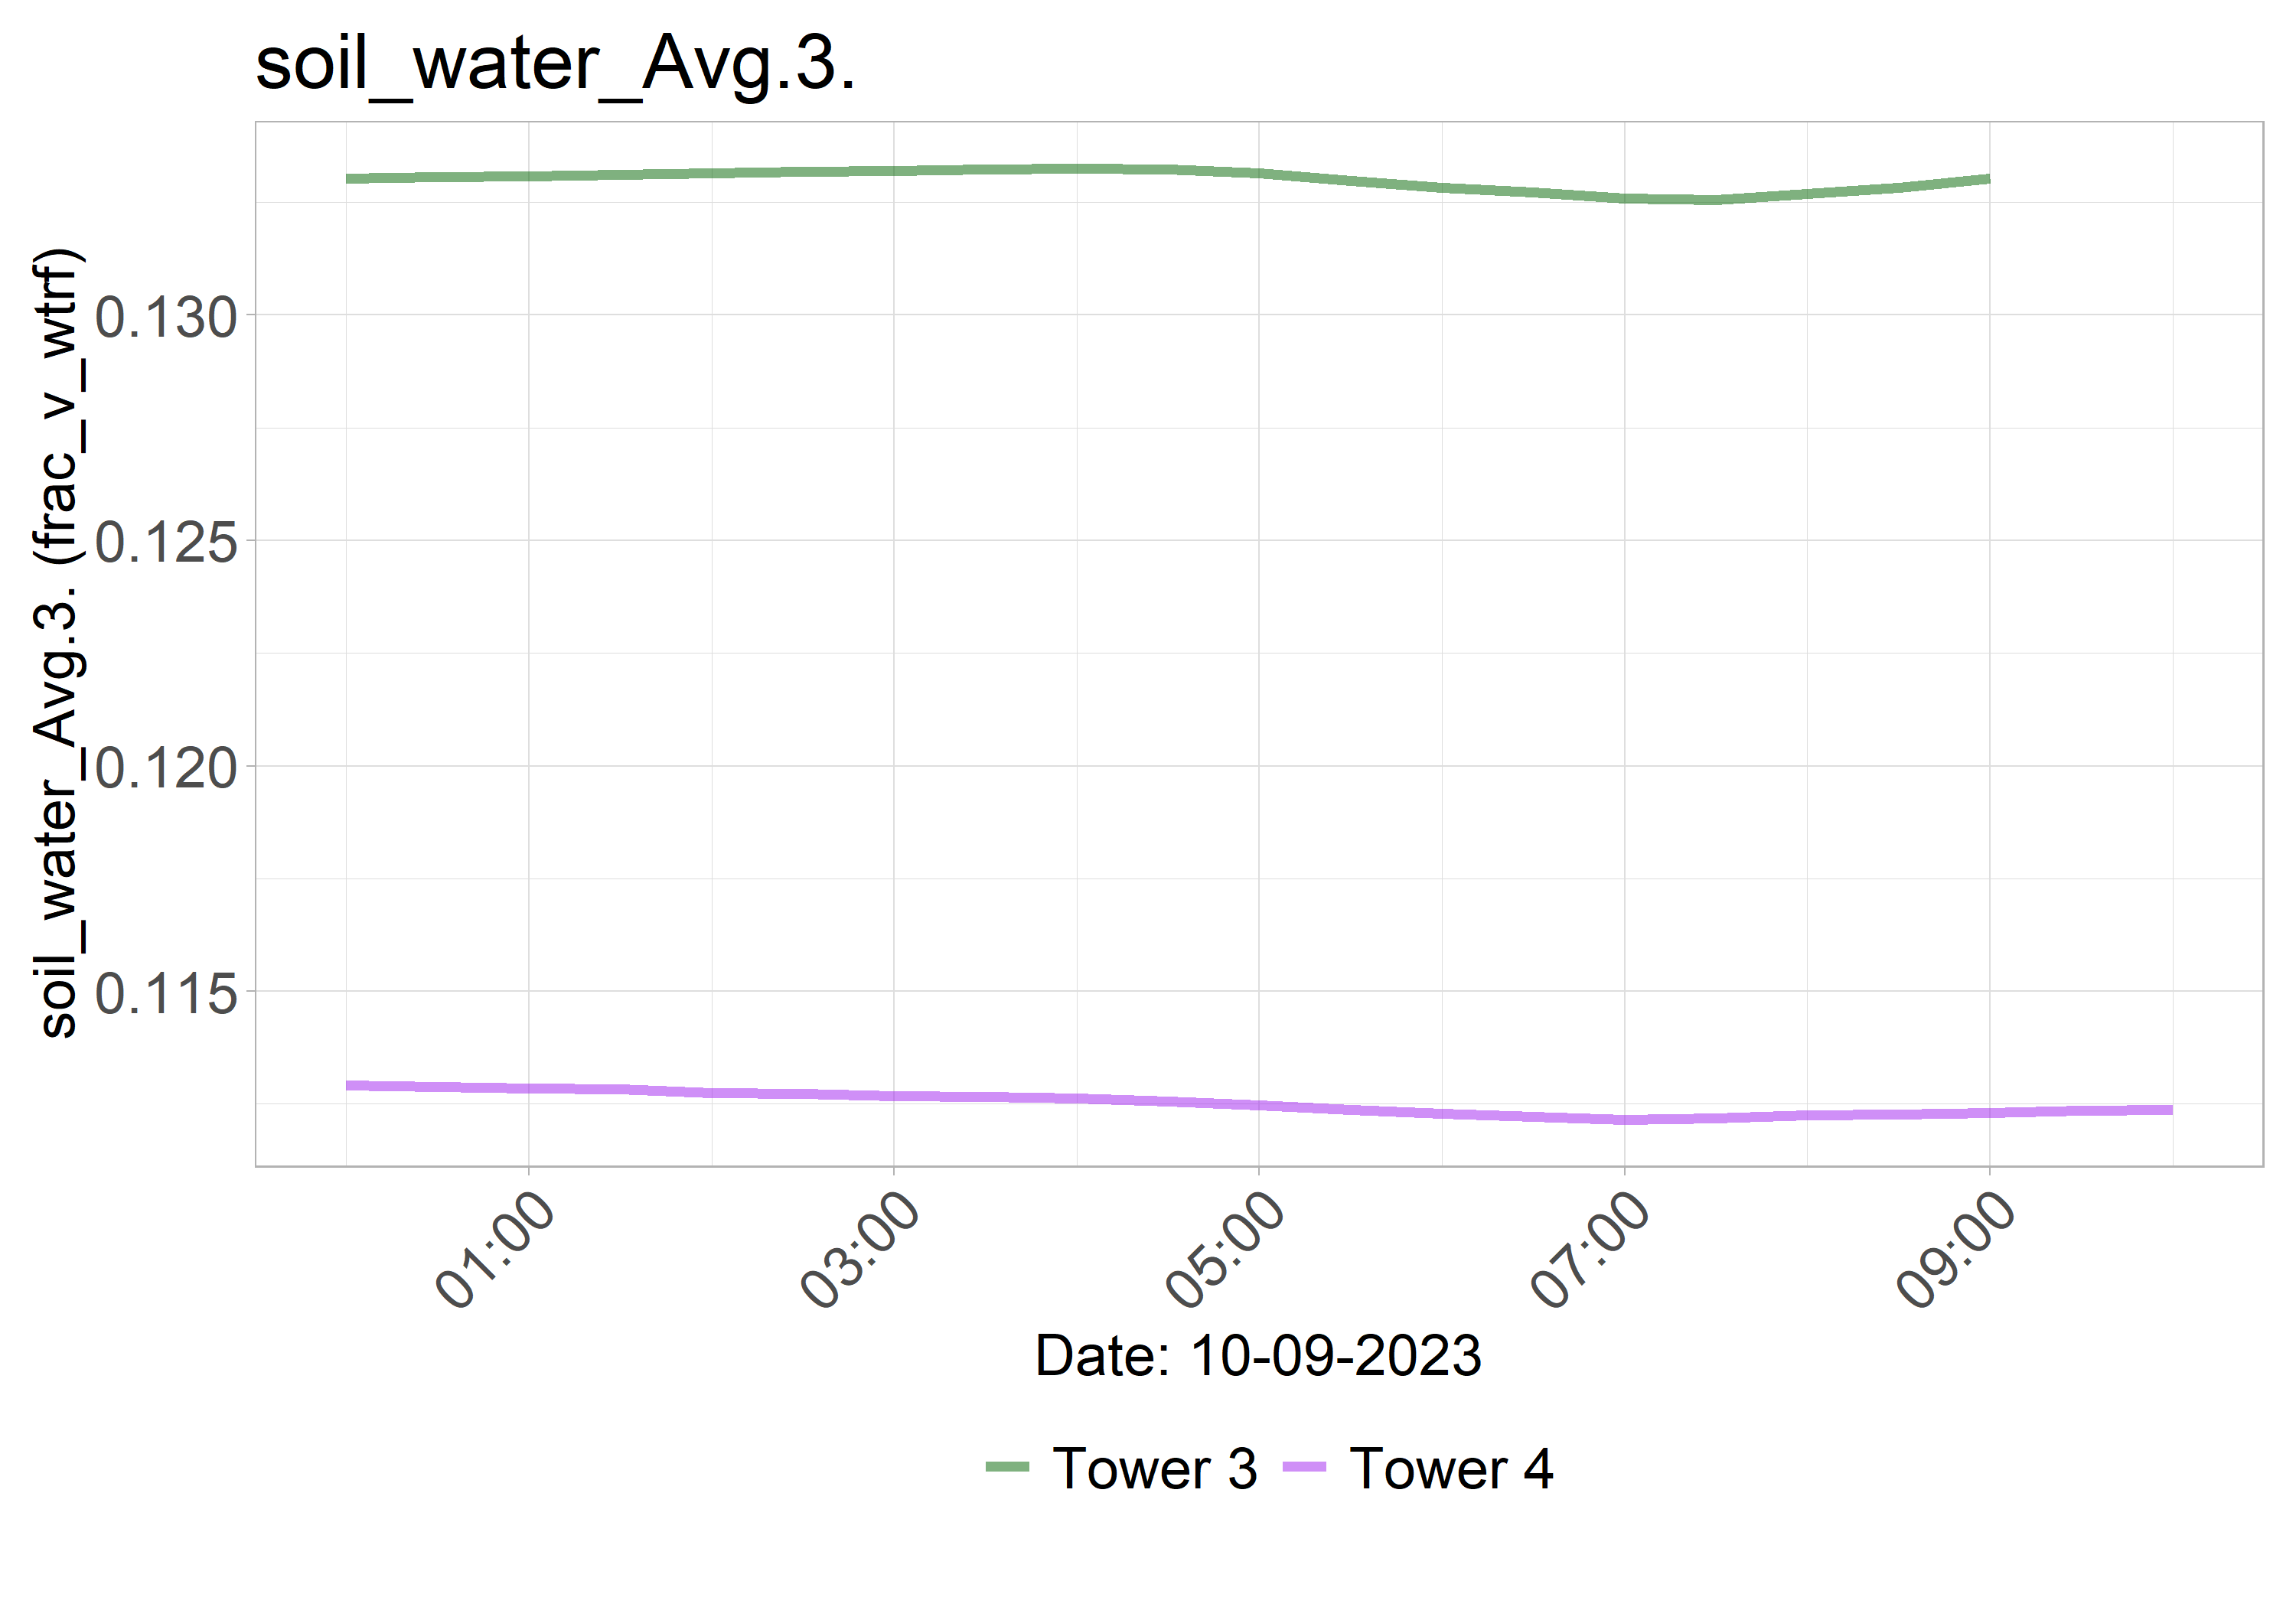 soil_water_Avg.3.
soil_water_Avg.3. (frac_v_wtrf)
0.130
0.125
0.120
0.115
01:00
03:00
05:00
07:00
09:00
Date: 10-09-2023
Tower 3
Tower 4